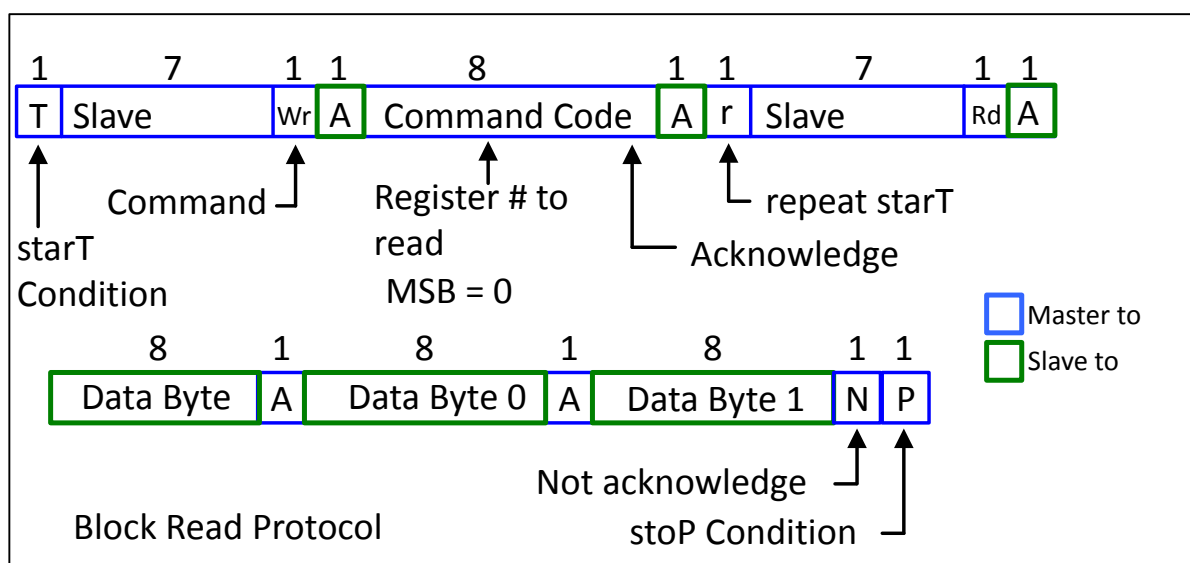 1 7 1 1 8 1 1 7 1 1
T Slave Wr A Command Code A r Slave Rd A
Command
Register # to
read
MSB = 0
repeat starT
Acknowledge
starT
Condition
Master to
Slave to
8 1 8 1 8 1 1
Data Byte A Data Byte 0 A Data Byte 1 N P
Not acknowledge
stoP Condition
Block Read Protocol